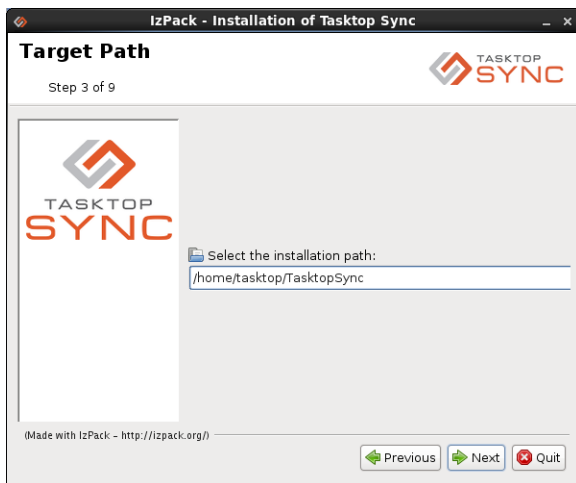 IzPack - Installation of Tasktop Sync
Target Path
Step 3 of 9
TASKTOP
SYNC
TASKTOP
SYNC
Select the installation path:
/home/tasktop/TasktopSync
(Made with IzPack - http://izpack.org/)
Previous Next Quit